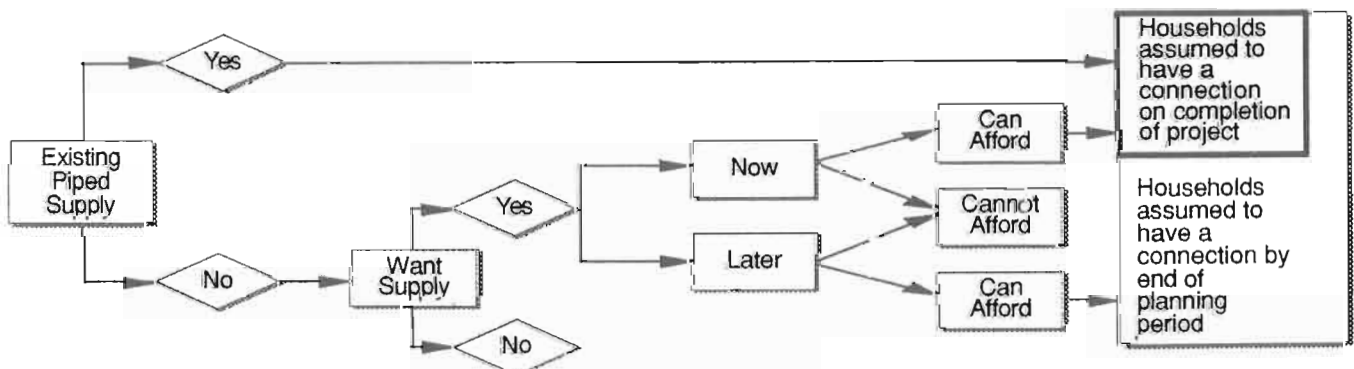 Yes
Existing
Piped
Supply
No
Want
Supply
Yes
No
Now
Later
Can
Afford
Cannot
Afford
Can
Afford
Households
assumed to
have a
connection
on completion
of project
Households
assumed to
have a
connection by
end of
planning
period